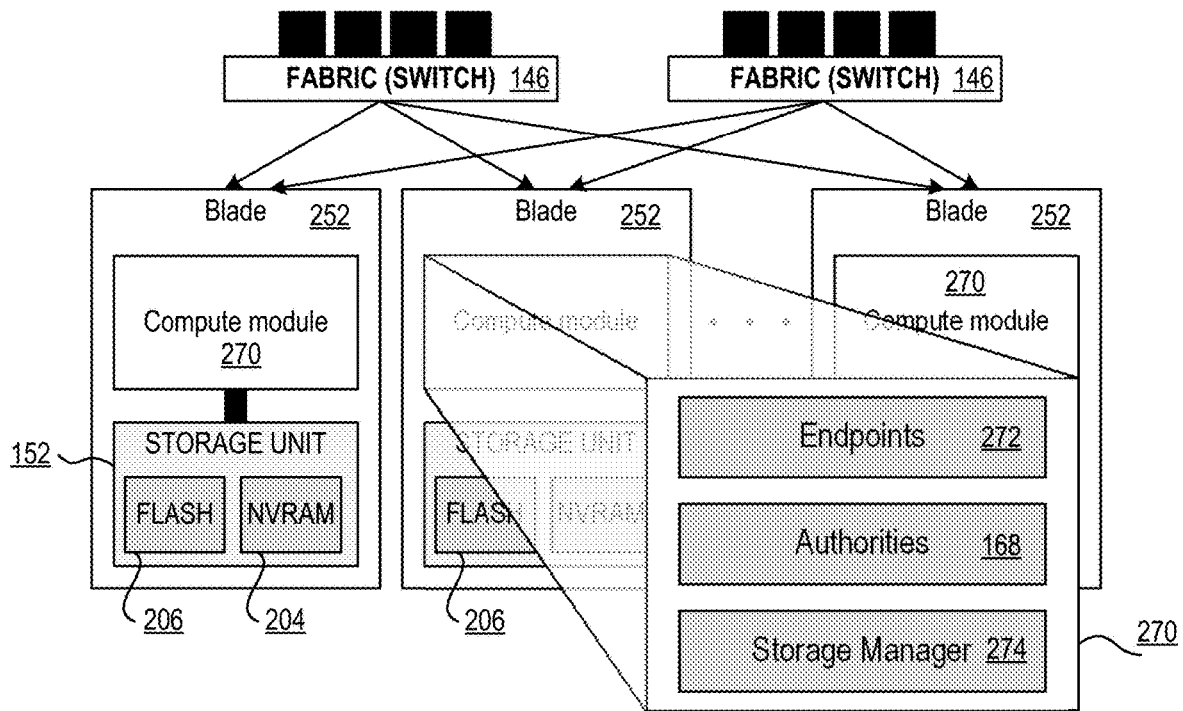 FABRIC (SWITCH) 146
FABRIC (SWITCH) 146
Blade 252
Blade 252
Blade 252
Compute module
270
Compute module
. . .
270
Compute module
152
STORAGE UNIT
FLASH
NVRAM
STORAGE UNIT
FLASH
NVRAM
206
204
206
Endpoints 272
Authorities 168
Storage Manager 274
270